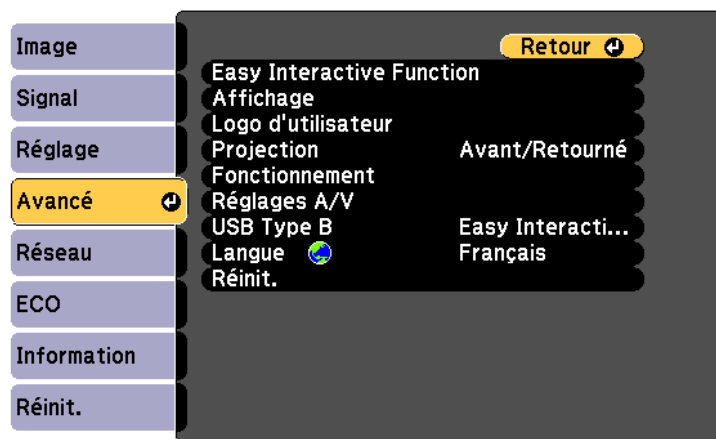 Image
Signal
Réglage
Avancé
Réseau
ECO
Information
Réinit.
Retour
Easy Interactive Function
Affichage
Logo d'utilisateur
Projection Avant/Retourné
Fonctionnement
Réglages A/V
USB Type B Easy Interacti...
Langue Français
Réinit.